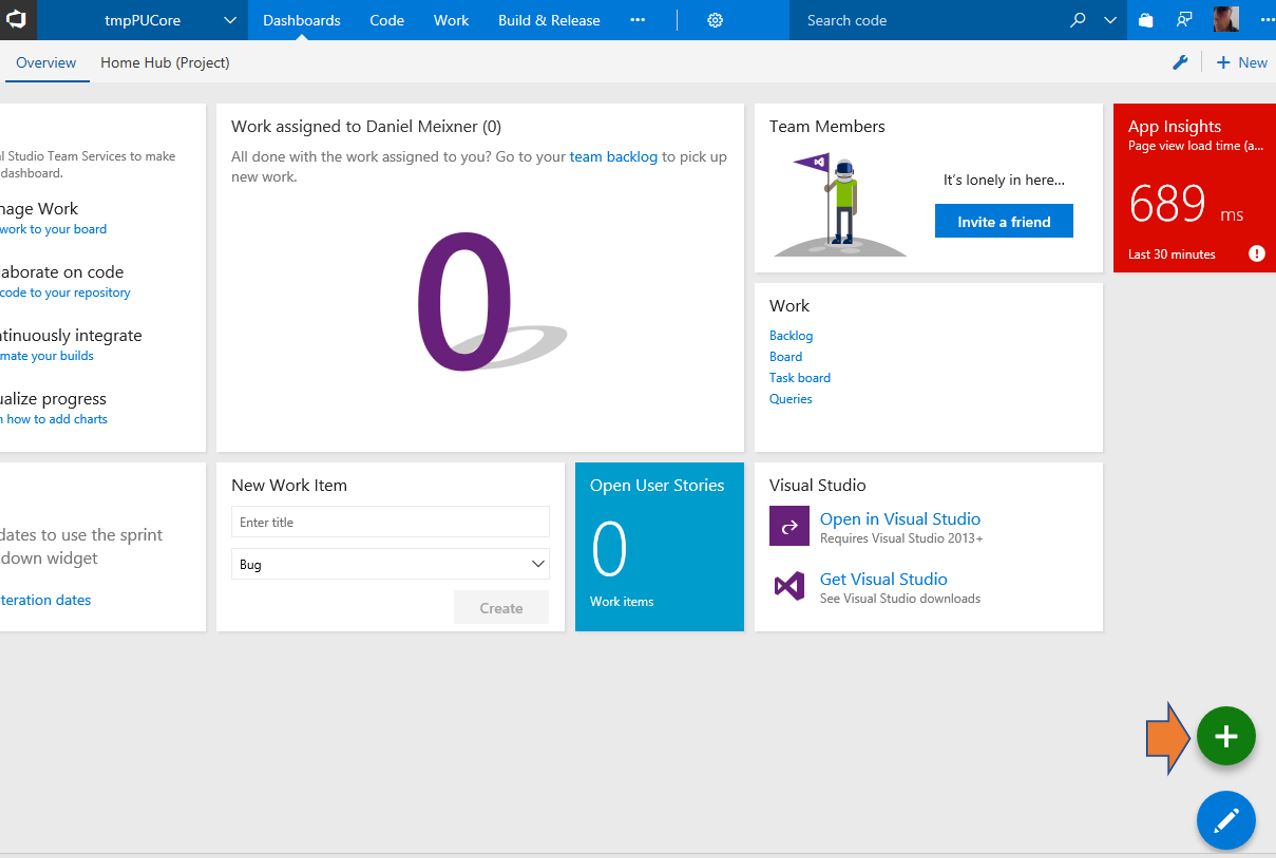 tmpPUCore
Dashboards Code Work Build & Release ...
Search code
...
Overview Home Hub (Project)
+ New
l Studio Team Services to make
dashboard.
nage Work
work to your board
laborate on code
code to your repository
ntinuously integrate
mate your builds
ualize progress
n how to add charts
Work assigned to Daniel Meixner (0)
All done with the work assigned to you? Go to your team backlog to pick up
new work.
0
Team Members
It's lonely in here...
Invite a friend
App Insights
Page view load time (a...
689 ms
Last 30 minutes
Work
Backlog
Board
Task board
Queries
dates to use the sprint
down widget
teration dates
New Work Item
Enter title
Bug
Create
Open User Stories
0
Work items
Visual Studio
Open in Visual Studio
Requires Visual Studio 2013+
Get Visual Studio
See Visual Studio downloads